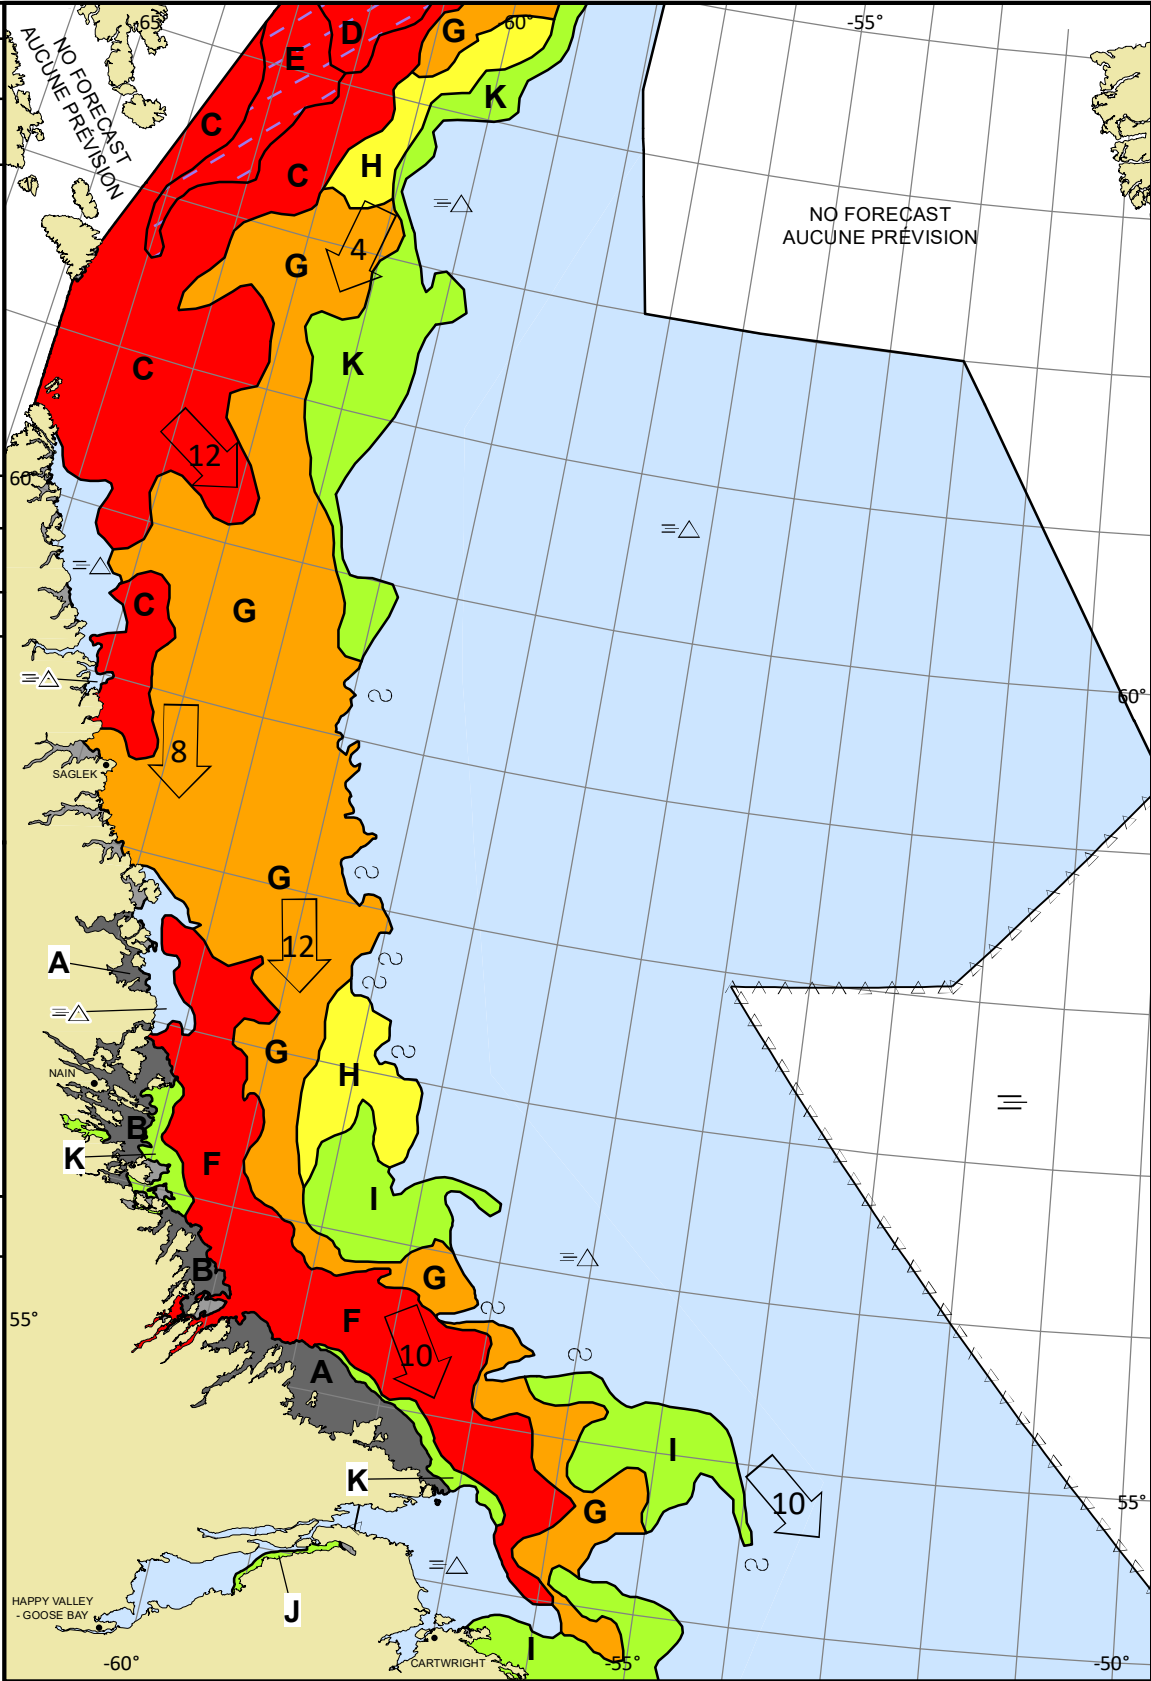 -65°
-60°
-55°
NO FORECAST
AUCUNE PRÉVISION
D
G
E
K
C
C
H
NO FORECAST
AUCUNE PRÉVISION
4
G
K
C
12
60°
C
G
60°
8
SAGLEK
G
12
A
G
NAIN
H
B
K
F
I
B
G
55°
F
10
A
I
K
10
55°
G
HAPPY VALLEY
- GOOSE BAY
J
I
CARTWRIGHT
-60°
-55°
-50°